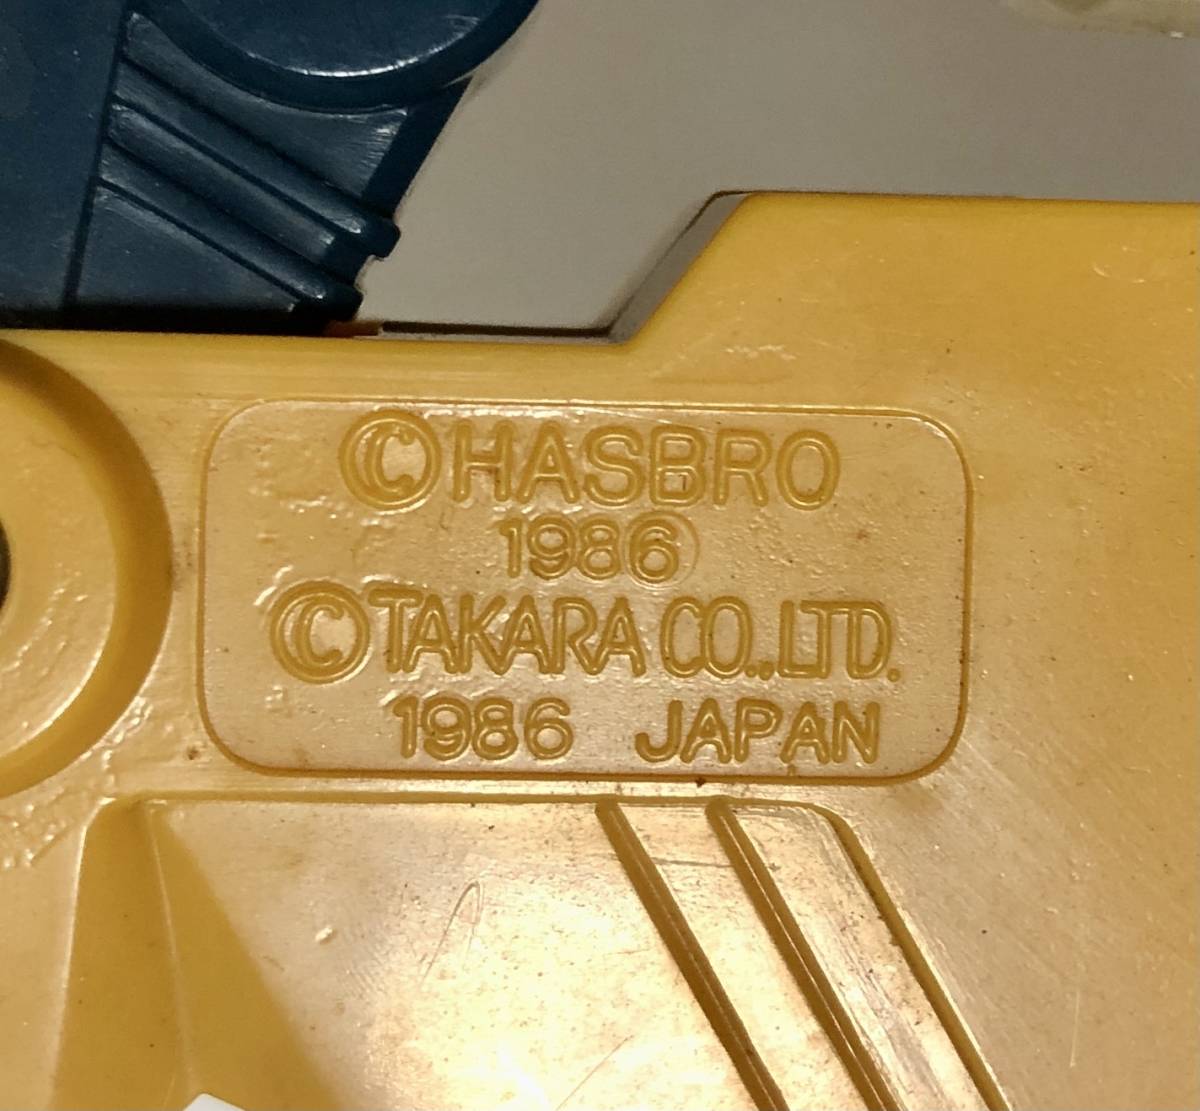 ©HASBRO
1986
©TAKARA CO.,LTD.
1986 JAPAN